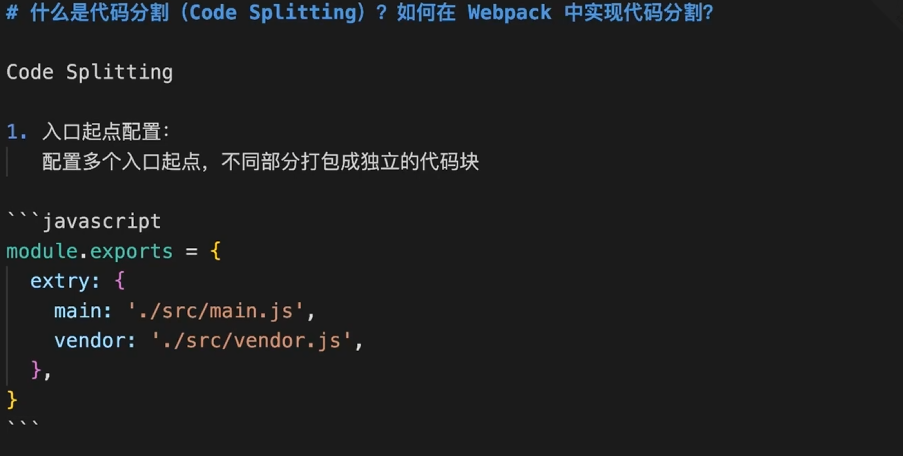 # 什么是代码分割（Code Splitting）？如何在 Webpack 中实现代码分割？
Code Splitting
1. 入口起点配置：
配置多个入口起点，不同部分打包成独立的代码块
```javascript
module.exports = {
extry: {
main: './src/main.js',
vendor: './src/vendor.js',
},
}
```